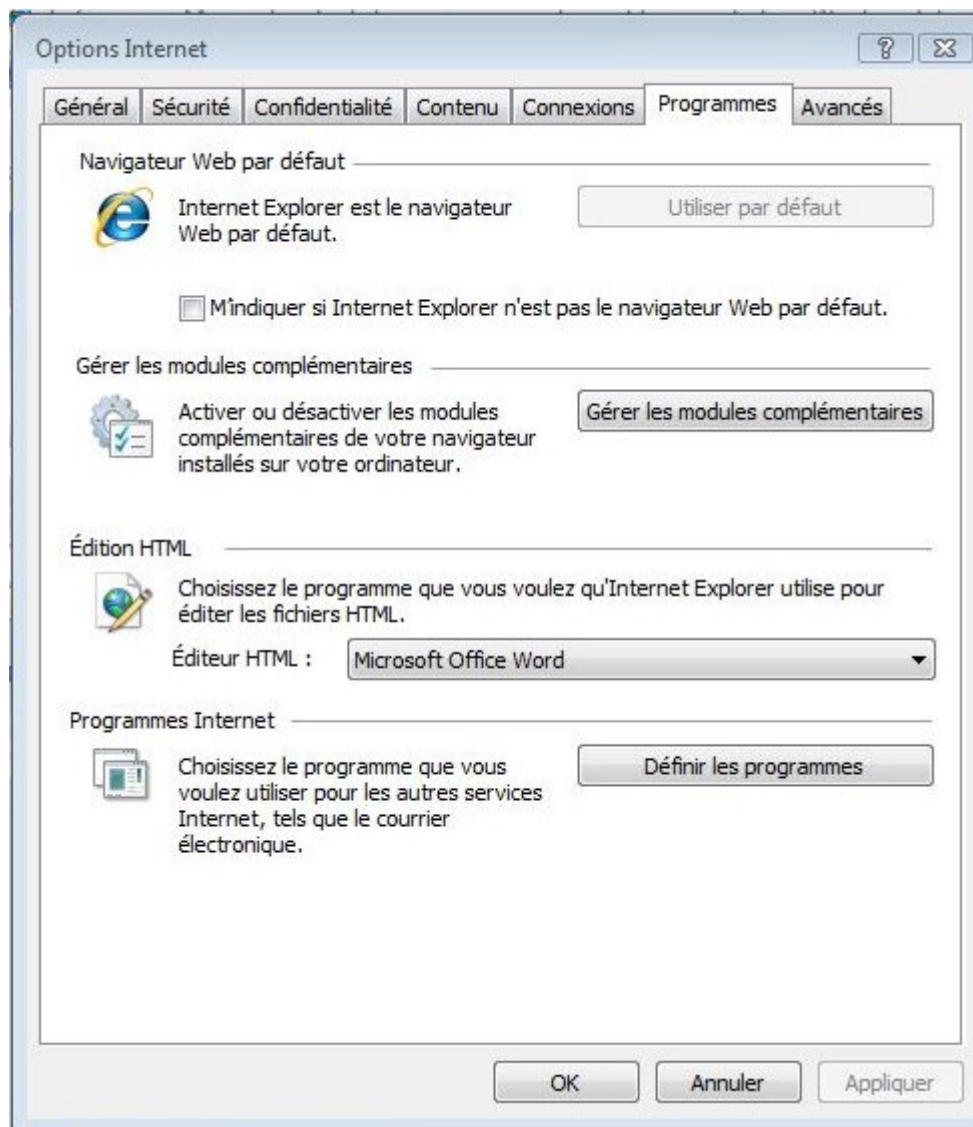 Options Internet
Général Sécurité Confidentialité Contenu Connexions Programmes Avancés
Navigateur Web par défaut
Internet Explorer est le navigateur
Web par défaut.
Utiliser par défaut
M'indiquer si Internet Explorer n'est pas le navigateur Web par défaut.
Gérer les modules complémentaires
Activer ou désactiver les modules
complémentaires de votre navigateur
installés sur votre ordinateur.
Gérer les modules complémentaires
Édition HTML
Choisissez le programme que vous voulez qu'Internet Explorer utilise pour
éditer les fichiers HTML.
Éditeur HTML : Microsoft Office Word
Programmes Internet
Choisissez le programme que vous
voulez utiliser pour les autres services
Internet, tels que le courrier
électronique.
Définir les programmes
OK Annuler Appliquer